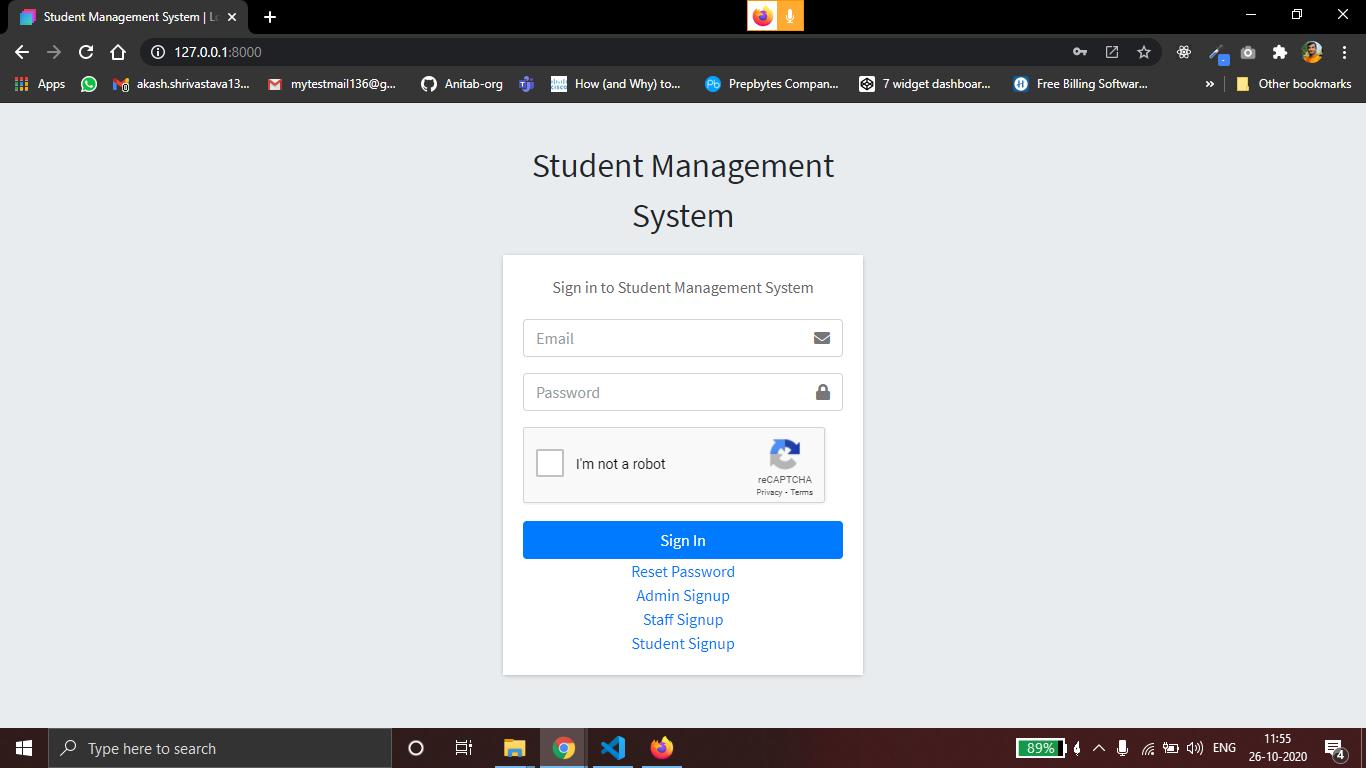 Student Management System | Lo
127.0.0.1:8000
Apps
akash.shrivastava13...
mytestmail136@g...
Anitab-org
How (and Why) to...
Prepbytes Compan...
7 widget dashboar...
Free Billing Softwar...
»
Other bookmarks
Student Management
System
Sign in to Student Management System
Email
Password
I'm not a robot
reCAPTCHA
Privacy - Terms
Sign In
Reset Password
Admin Signup
Staff Signup
Student Signup
Type here to search
89%
ENG
11:55
26-10-2020
4